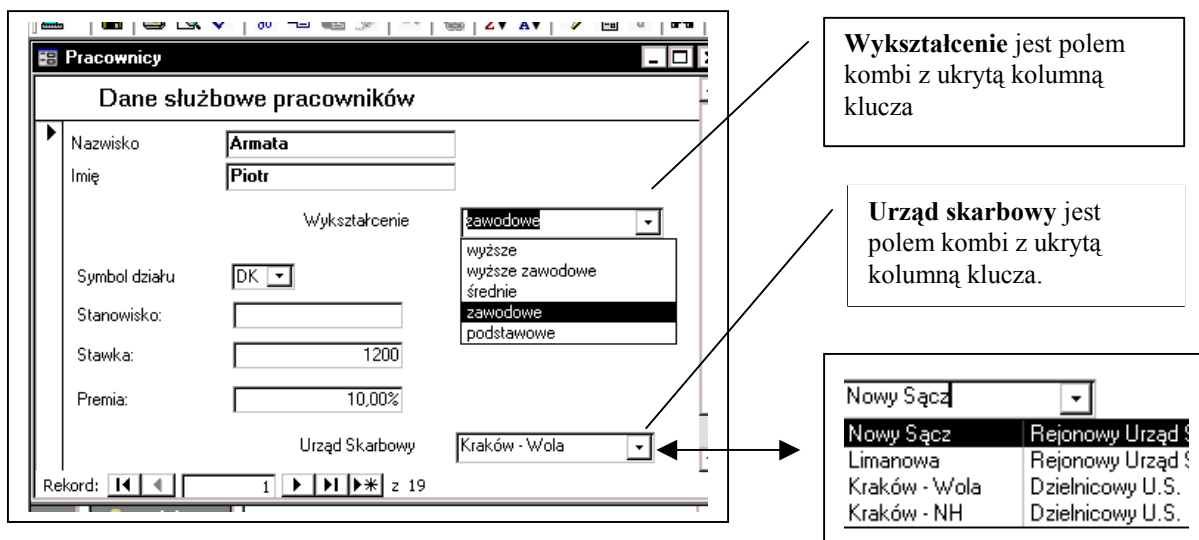 Pracownicy
Dane służbowe pracowników
Nazwisko Armata
Imię Piotr
Wykształcenie zawodowe
wyższe
wyższe zawodowe
średnie
zawodowe
podstawowe
Symbol działu DK
Stanowisko:
Stawka: 1200
Premia: 10,00%
Urząd Skarbowy Kraków - Wola
Rekord: 1 z 19
Wykształcenie jest polem
kombi z ukrytą kolumną
klucza
Urząd skarbowy jest
polem kombi z ukrytą
kolumną klucza.
Nowy Sącz
Nowy Sącz Rejonowy Urząd
Limanowa Rejonowy Urząd
Kraków - Wola Dzielnicowy U.S.
Kraków - NH Dzielnicowy U.S.